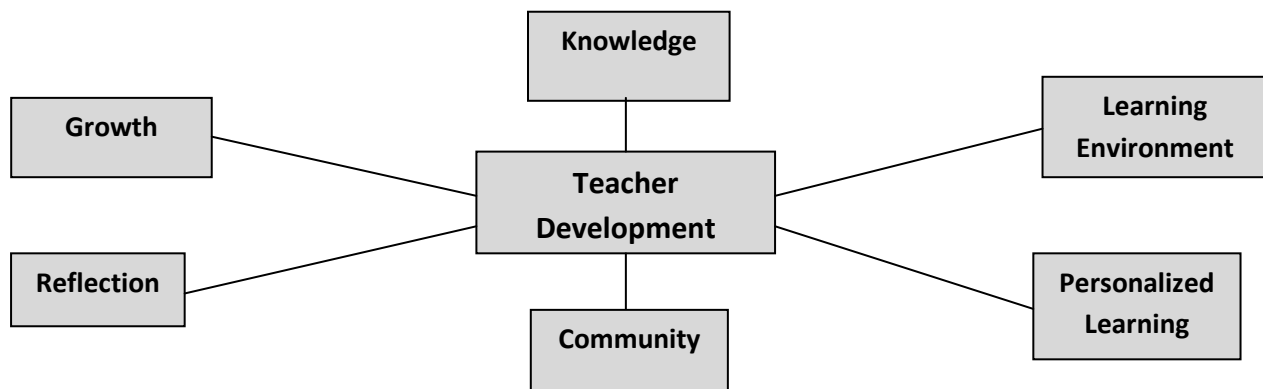 Knowledge
Growth
Learning
Environment
Teacher
Development
Reflection
Personalized
Learning
Community